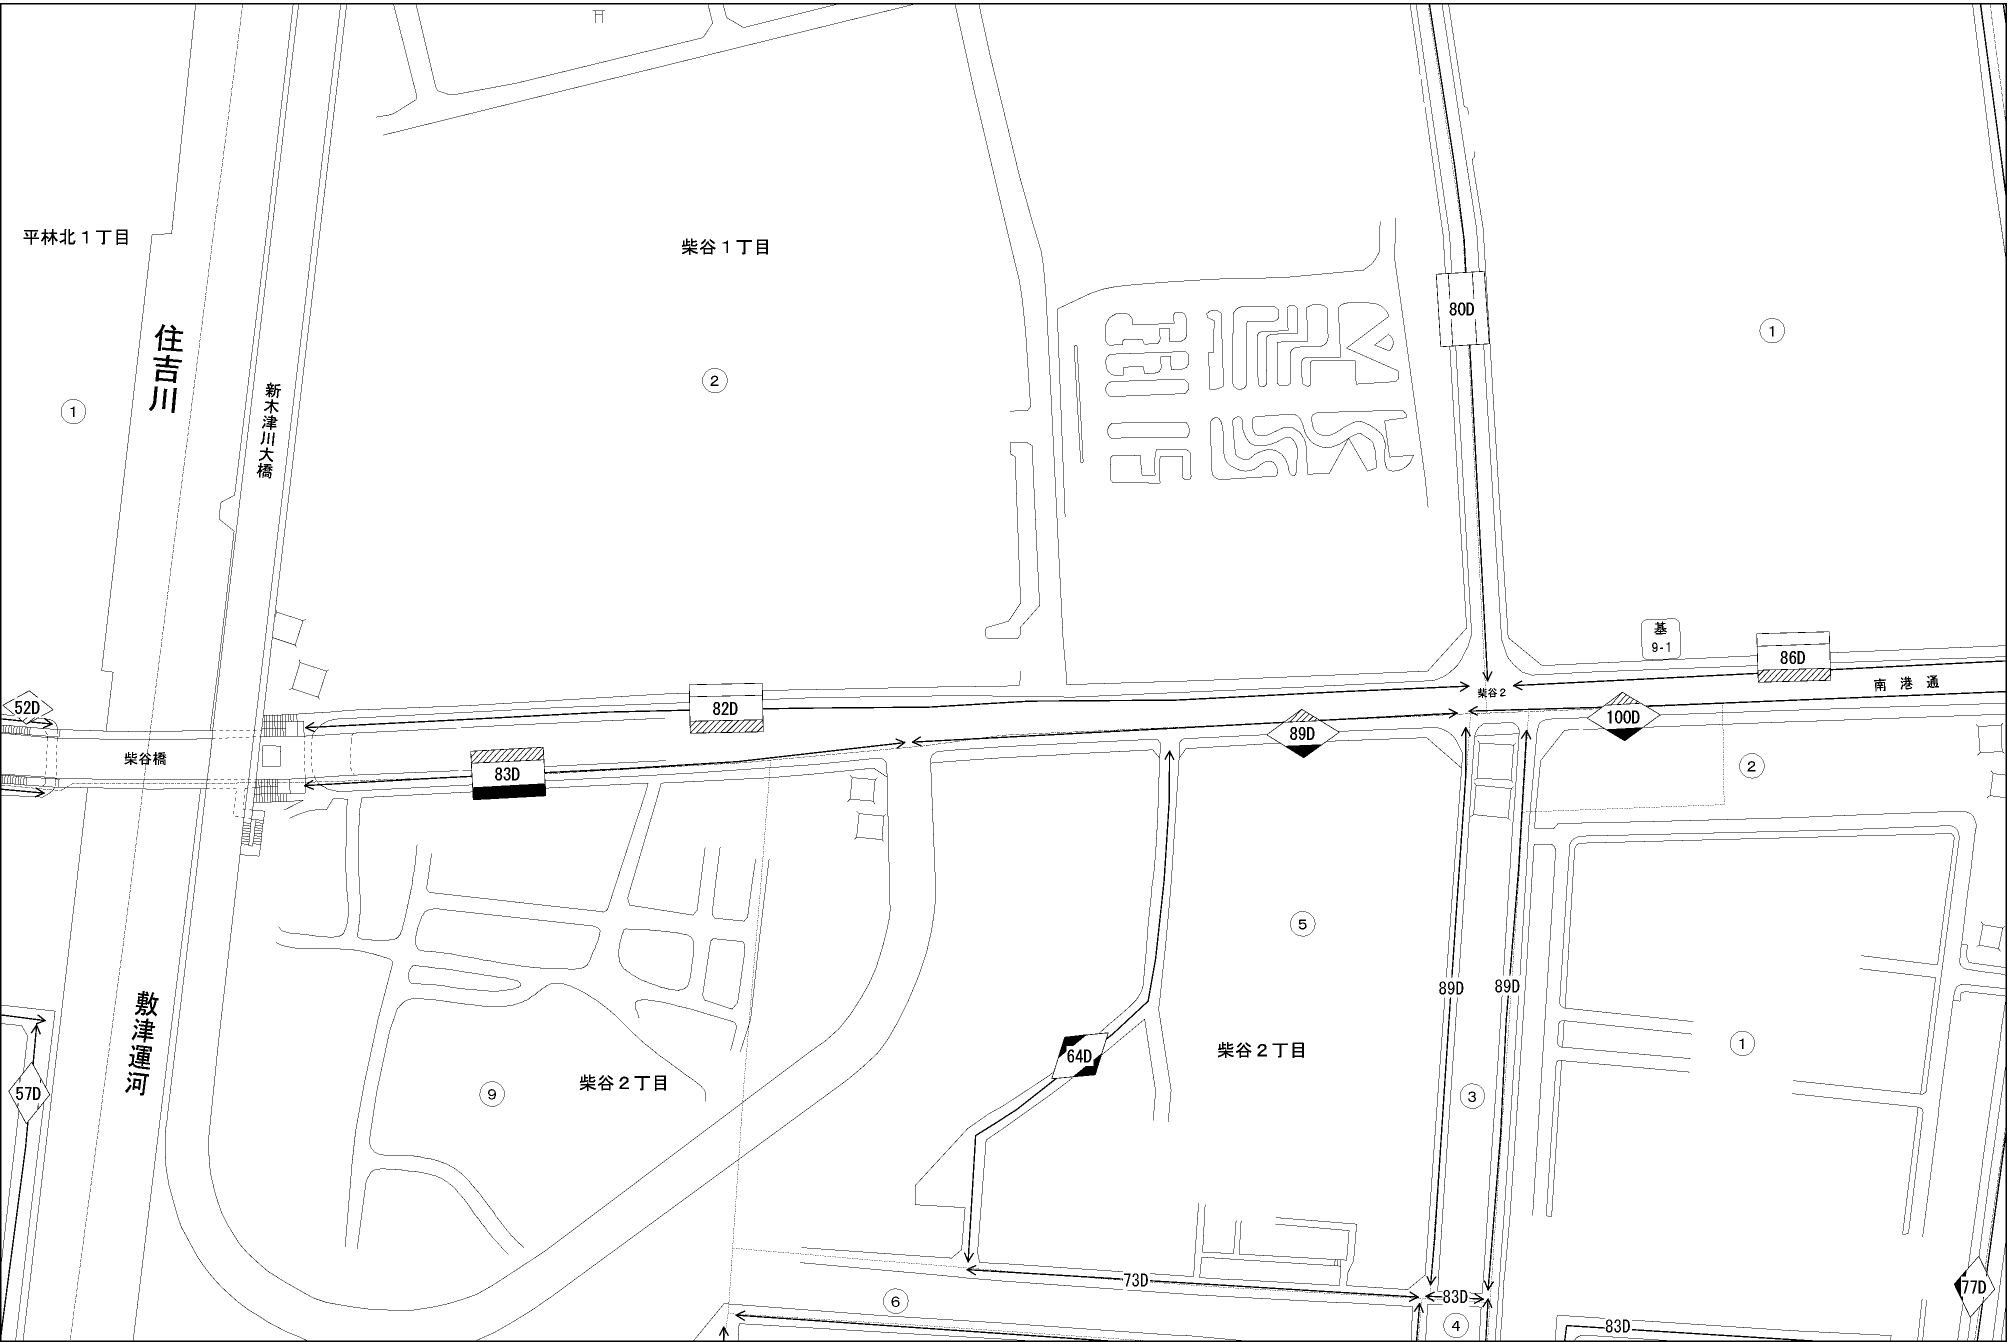 平林北１丁目
柴谷１丁目
住吉川
新木津川大橋
80D
①
②
①
基
9-1
86D
82D
柴谷２
南港通
52D
100D
89D
柴谷橋
83D
②
⑤
89D
89D
敷津運河
柴谷２丁目
①
64D
柴谷２丁目
57D
⑨
③
73D
77D
83D
⑥
④
83D